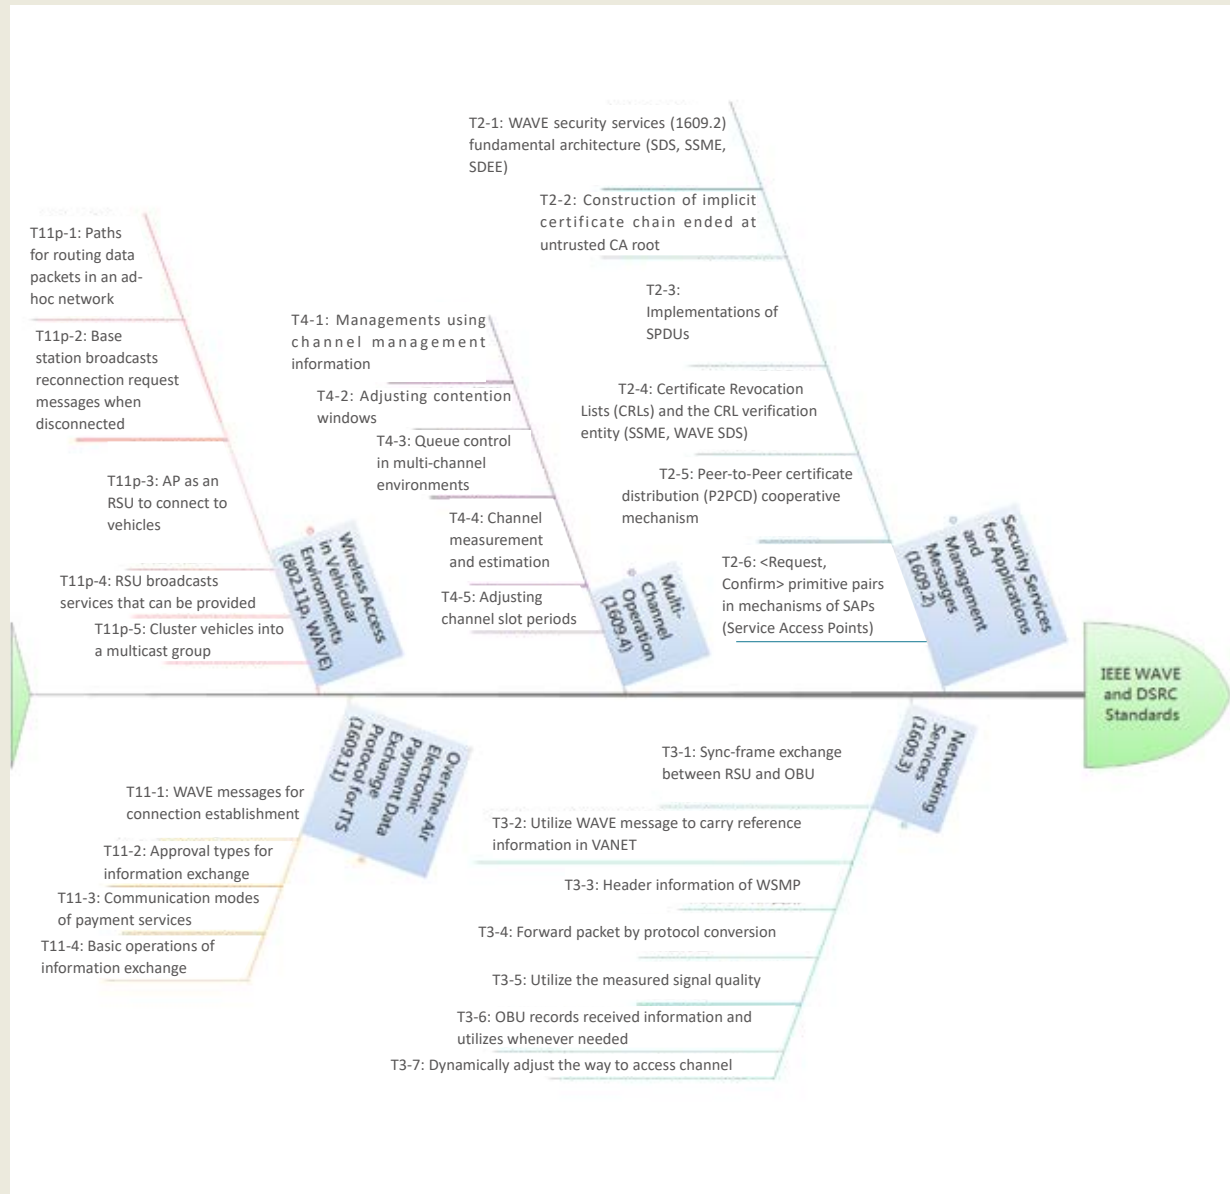 T2-1: WAVE security services (1609.2)
fundamental architecture (SDS, SSME,
SDEE)
T2-2: Construction of implicit
certificate chain ended at
untrusted CA root
T2-3:
Implementations of
SPDUs
T2-4: Certificate Revocation
Lists (CRLs) and the CRL verification
entity (SSME, WAVE SDS)
T2-5: Peer-to-Peer certificate
distribution (P2PCD) cooperative
mechanism
T2-6: <Request,
Confirm> primitive pairs
in mechanisms of SAPs
(Service Access Points)
Security Services
for Applications
and
Management
Messages
(1609.2)
T4-1: Managements using
channel management
information
T4-2: Adjusting contention
windows
T4-3: Queue control
in multi-channel
environments
T4-4: Channel
measurement
and estimation
T4-5: Adjusting
channel slot periods
Multi-
Channel
Operation
(1609.4)
T11p-1: Paths
for routing data
packets in an ad-
hoc network
T11p-2: Base
station broadcasts
reconnection request
messages when
disconnected
T11p-3: AP as an
RSU to connect to
vehicles
T11p-4: RSU broadcasts
services that can be provided
T11p-5: Cluster vehicles into
a multicast group
Wireless Access
in Vehicular
Environments
(802.11p, WAVE)
IEEE WAVE
and DSRC
Standards
Over-the-Air
Electronic
Payment Data
Exchange
Protocol for ITS
(1609.11)
T11-1: WAVE messages for
connection establishment
T11-2: Approval types for
information exchange
T11-3: Communication modes
of payment services
T11-4: Basic operations of
information exchange
Networking
Services
(1609.3)
T3-1: Sync-frame exchange
between RSU and OBU
T3-2: Utilize WAVE message to carry reference
information in VANET
T3-3: Header information of WSMP
T3-4: Forward packet by protocol conversion
T3-5: Utilize the measured signal quality
T3-6: OBU records received information and
utilizes whenever needed
T3-7: Dynamically adjust the way to access channel